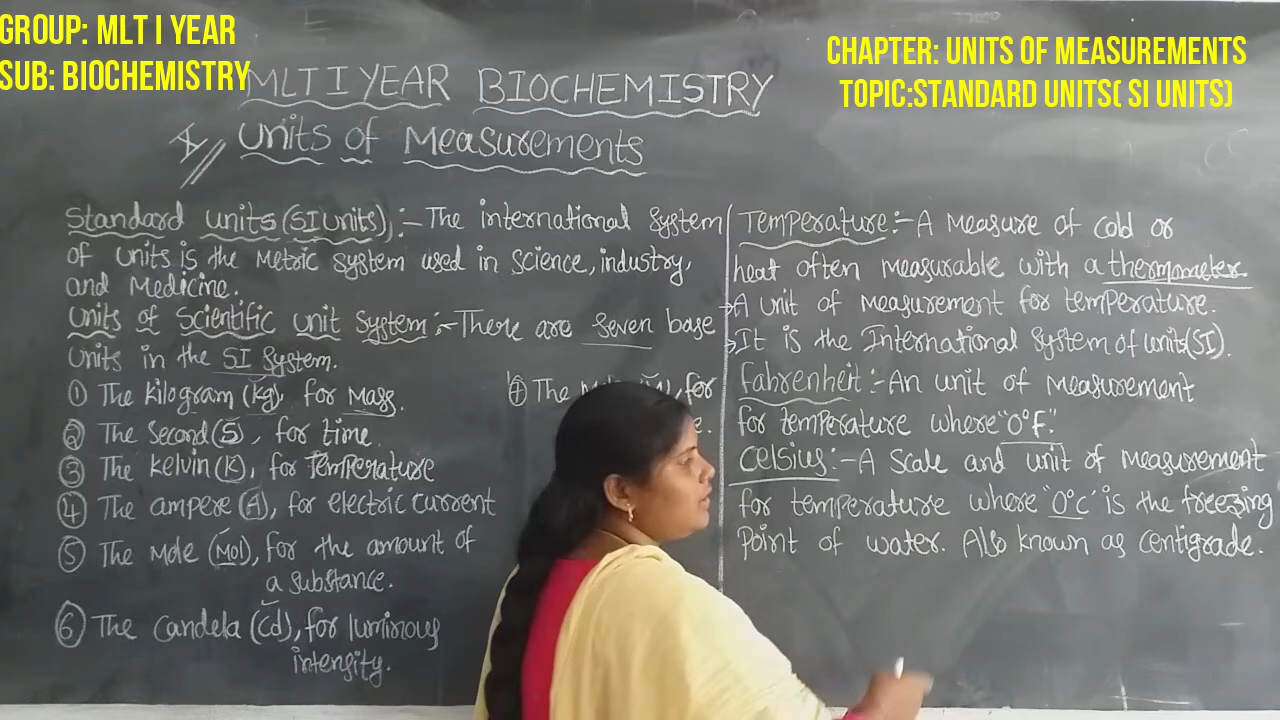 GROUP: MLT I YEAR
SUB: BIOCHEMISTRY
CHAPTER: UNITS OF MEASUREMENTS
TOPIC:STANDARD UNITS( SI UNITS)
MLT I YEAR BIOCHEMISTRY
Units of Measurements
Standard units (SI Units) :- The international system
of units is the metric system used in science, industry,
and Medicine.
Units of Scientific unit System :- There are seven base
Units in the SI System.
① The kilogram (kg), for Mass.
② The Second (S), for time.
③ The kelvin (K), for Temperature
④ The ampere (A), for electric current
⑤ The Mole (Mol), for the amount of
a substance.
⑥ The Candela (Cd), for luminous
intensity.
The for
Temperature :- A Measure of cold or
heat often measurable with a thermometer.
→A unit of measurement for temperature.
→It is the International System of units (SI).
Fahrenheit :- An unit of measurement
for temperature where "0°F".
Celsius :- A Scale and unit of measurement
for temperature where "0°C" is the freezing
Point of water. Also known as centigrade.